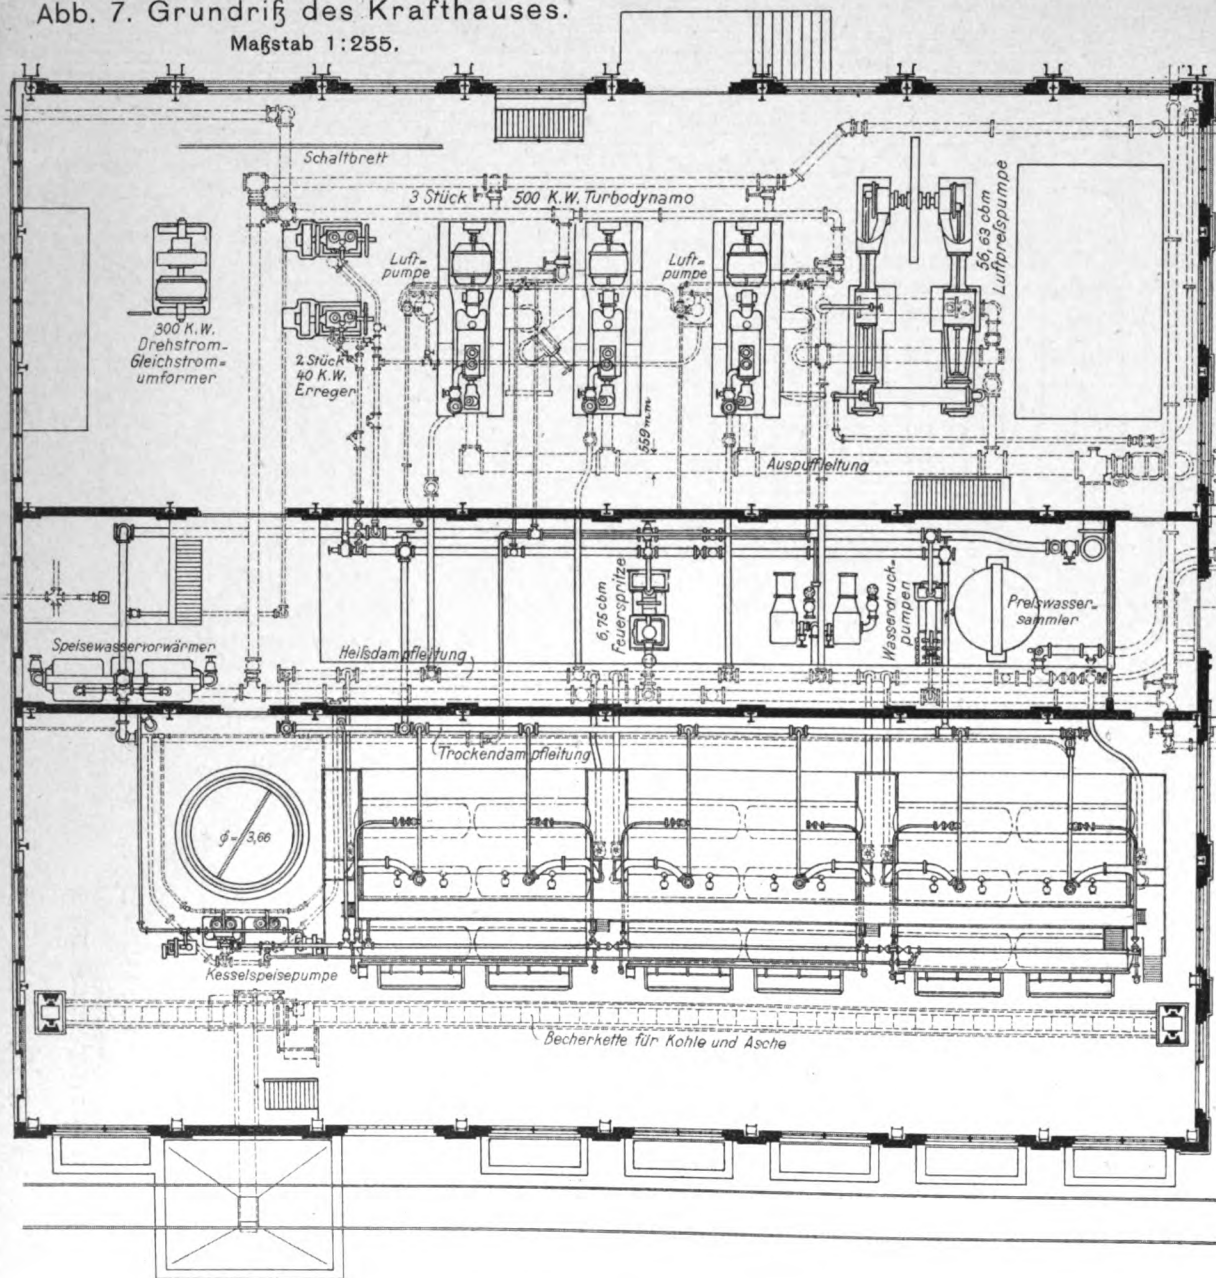 Abb. 7. Grundriß des Krafthauses.
Maßstab 1:255.
Schaltbrett
3 Stück 500 K.W. Turbodynamo
Luft-
pumpe
Luft-
pumpe
56,63 cbm
Luftpreßpumpe
300 K.W.
Drehstrom-
Gleichstrom-
umformer
2 Stück
40 K.W.
Erreger
559 m.m.
Auspuffleitung
Speisewasservorwärmer
Heißdampfleitung
6,75 cbm
Feuerspritze
Wasserdruck-
pumpen
Preßwasser-
sammler
Trockendampfleitung
ϕ = 3,66
Kesselspeisepumpe
Becherkette für Kohle und Asche